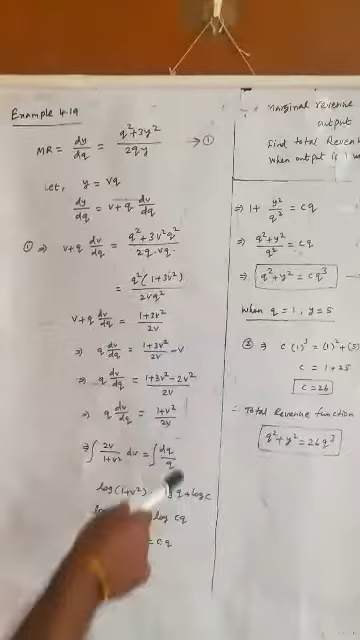 Example 4.19
MR = dy/dq = q²+3y²/2qy → ①
Let, y = vq
dy/dq = v+q dv/dq
① ⇒ v+q dv/dq = q²+3v²q²/2q.vq
= q²(1+3v²)/2vq²
v+q dv/dq = 1+3v²/2v
⇒ q dv/dq = 1+3v²/2v - v
⇒ q dv/dq = 1+3v²-2v²/2v
⇒ q dv/dq = 1+v²/2v
⇒ ∫ 2v/1+v² dv = ∫ dq/q
log(1+v²) q+logc
log cq
= cq
Marginal revenue
output
Find total Reven
when output is 1
⇒ 1+ y²/q² = cq
⇒ q²+y²/q² = cq
⇒ q²+y² = cq³
when q = 1, y = 5
② ⇒ c(1)³ = (1)²+(5)
c = 1+25
c = 26
∴ Total Revenue function
q²+y² = 26q³